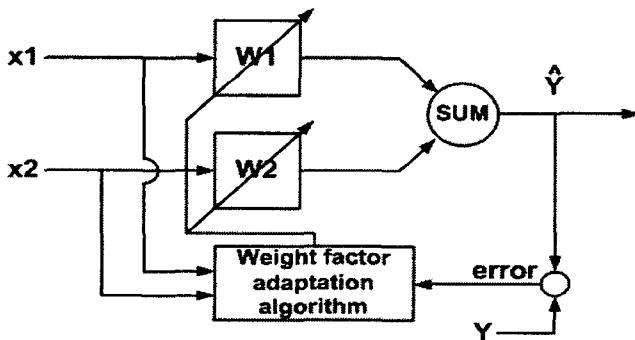 x1
W1
Ŷ
SUM
x2
W2
Weight factor
adaptation
algorithm
error
Y